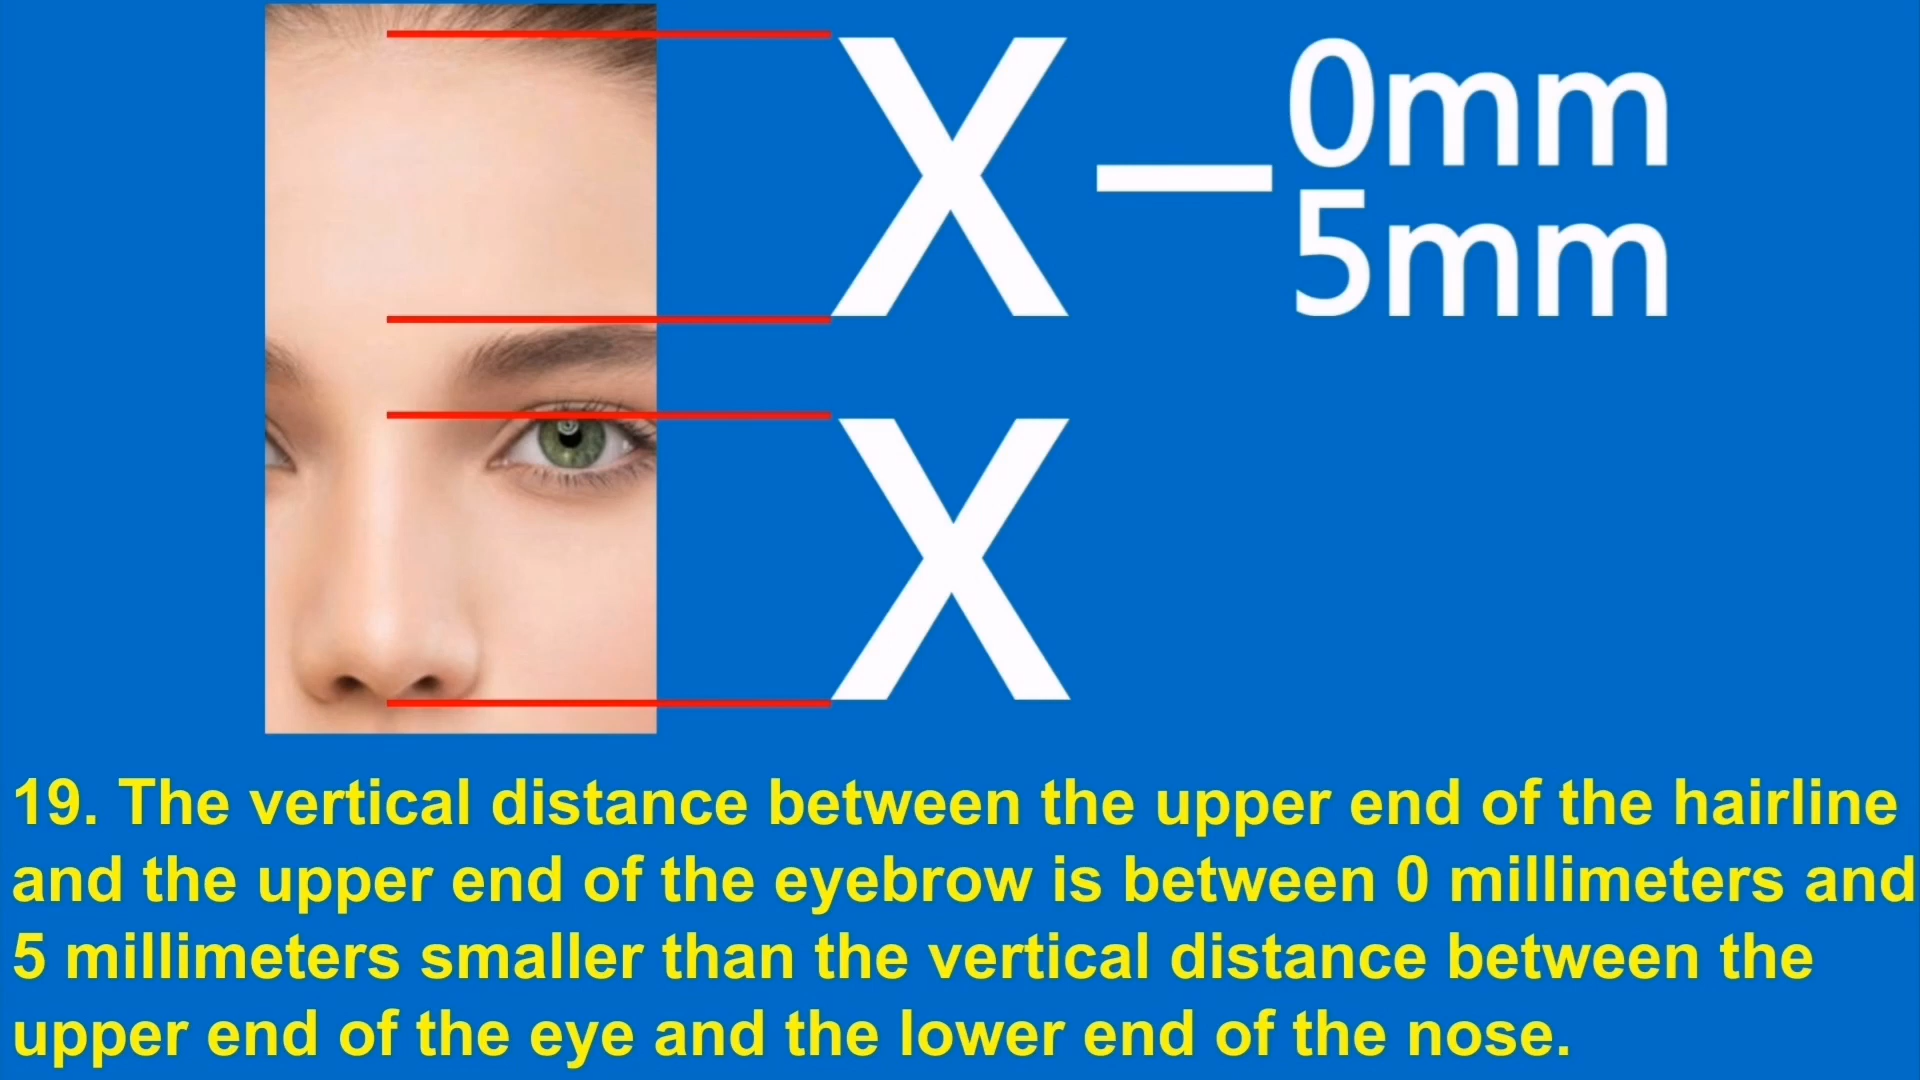 X — 0mm
5mm
X
19. The vertical distance between the upper end of the hairline
and the upper end of the eyebrow is between 0 millimeters and
5 millimeters smaller than the vertical distance between the
upper end of the eye and the lower end of the nose.